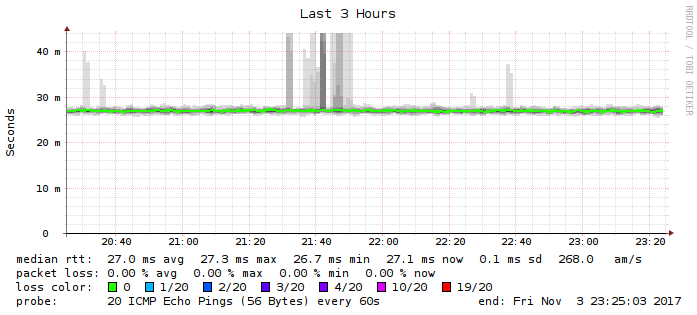 Last 3 Hours
RRDTOOL / TOBI OETIKER
Seconds
40 m
30 m
20 m
10 m
0
20:40 21:00 21:20 21:40 22:00 22:20 22:40 23:00 23:20
median rtt: 27.0 ms avg 27.3 ms max 26.7 ms min 27.1 ms now 0.1 ms sd 268.0 am/s
packet loss: 0.00 % avg 0.00 % max 0.00 % min 0.00 % now
loss color: 0 1/20 2/20 3/20 4/20 10/20 19/20
probe: 20 ICMP Echo Pings (56 Bytes) every 60s end: Fri Nov 3 23:25:03 2017